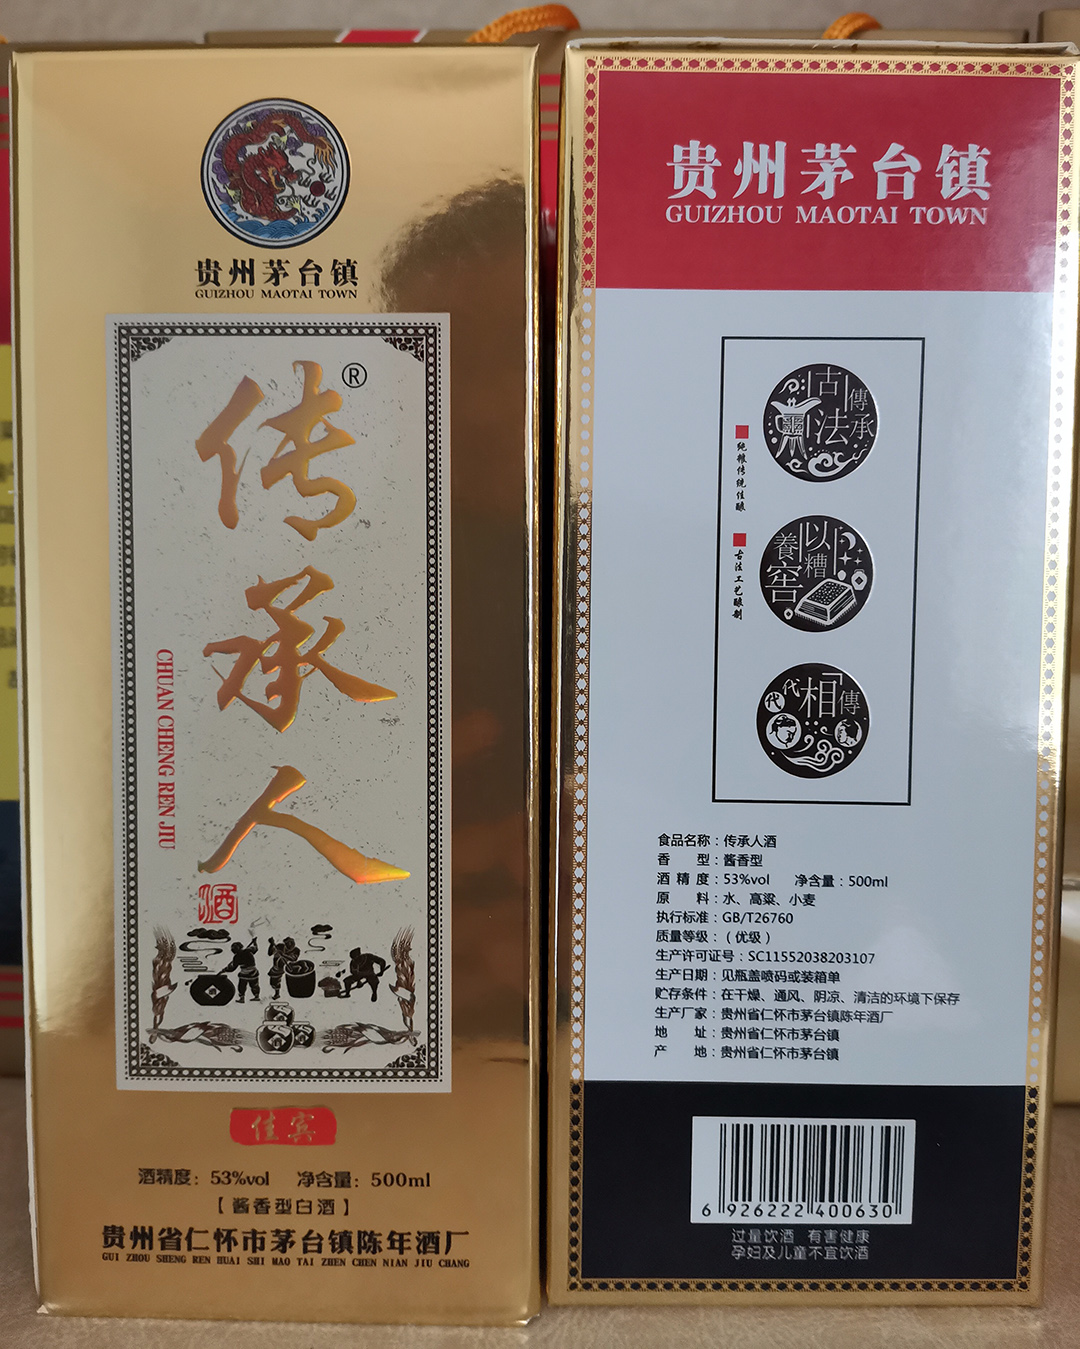 贵州茅台镇
GUIZHOU MAOTAI TOWN
传承人
®
CHUAN CHENG REN JIU
酒
佳宾
酒精度：53%vol 净含量：500ml
【酱香型白酒】
贵州省仁怀市茅台镇陈年酒厂
GUI ZHOU SHENG REN HUAI SHI MAO TAI ZHEN CHEN NIAN JIU CHANG
贵州茅台镇
GUIZHOU MAOTAI TOWN
古法
傳承
纯粮传统佳酿
以糟
養窖
古法工艺酿制
代代相傳
食品名称：传承人酒
香 型：酱香型
酒精度：53%vol 净含量：500ml
原 料：水、高粱、小麦
执行标准：GB/T26760
质量等级：（优级）
生产许可证号：SC11552038203107
生产日期：见瓶盖喷码或装箱单
贮存条件：在干燥、通风、阴凉、清洁的环境下保存
生产厂家：贵州省仁怀市茅台镇陈年酒厂
地 址：贵州省仁怀市茅台镇
产 地：贵州省仁怀市茅台镇
6 926222 400630
过量饮酒 有害健康
孕妇及儿童不宜饮酒